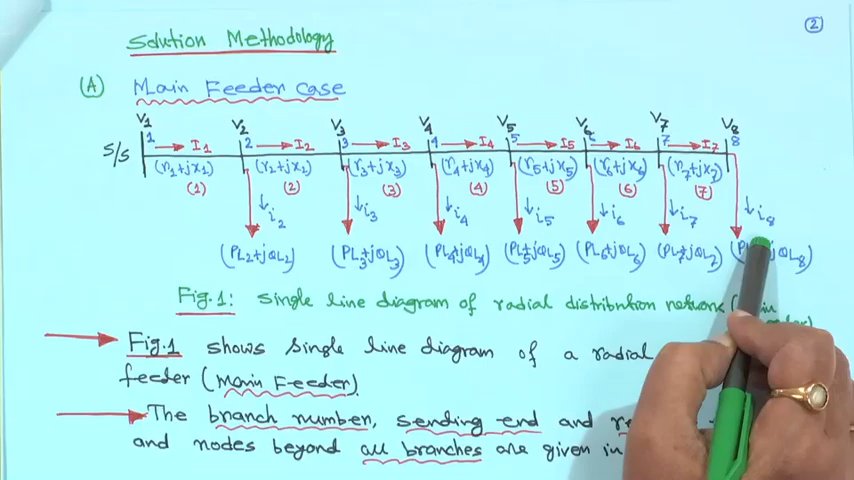 2
Solution Methodology
(A) Main Feeder case
V1 V2 V3 V4 V5 V6 V7 V8
S/S 1 I1 2 I2 3 I3 4 I4 5 I5 6 I6 7 I7 8
(r1+jx1) (r2+jx2) (r3+jx3) (r4+jx4) (r5+jx5) (r6+jx6) (r7+jx7)
(1) (2) (3) (4) (5) (6) (7)
i2 i3 i4 i5 i6 i7 i8
(PL2+jQL2) (PL3+jQL3) (PL4+jQL4) (PL5+jQL5) (PL6+jQL6) (PL7+jQL7) jQL8)
Fig.1: Single line diagram of radial distribution network
Fig.1 shows single line diagram of a radial
feeder (Main Feeder).
The branch number, sending end and
and nodes beyond all branches are given in